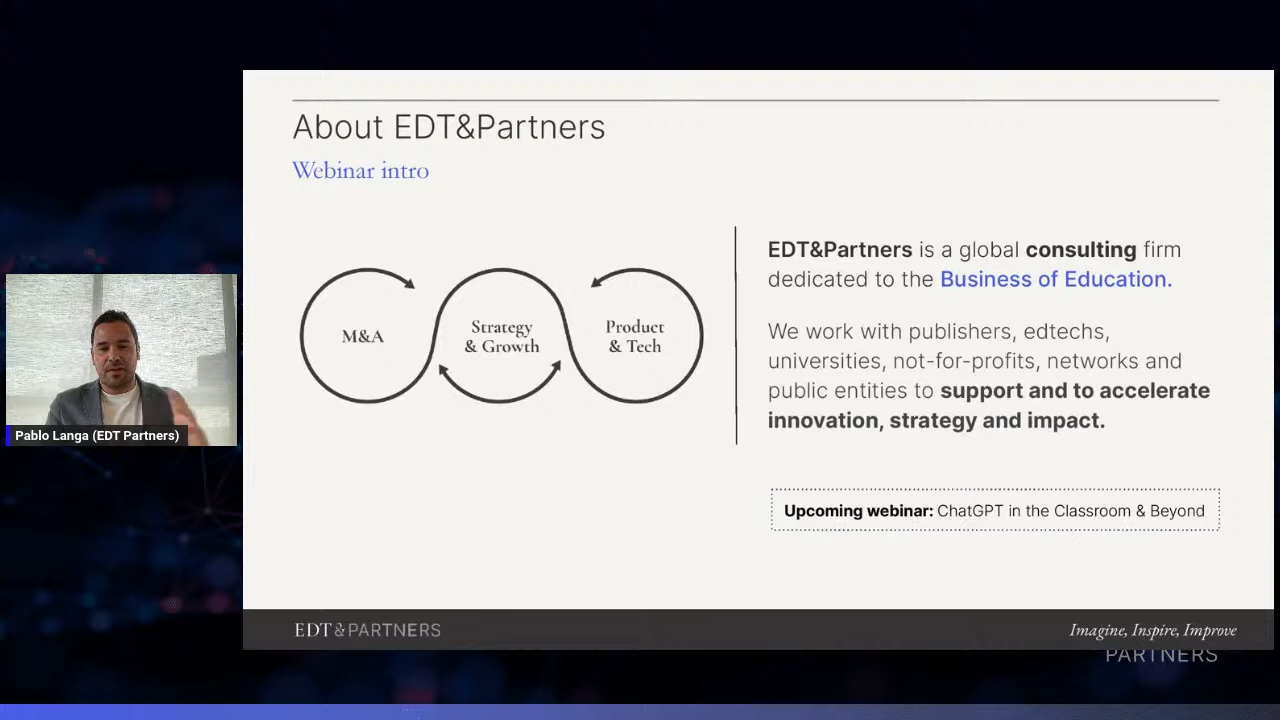 About EDT&Partners
Webinar intro
M&A
Strategy
& Growth
Product
& Tech
EDT&Partners is a global consulting firm
dedicated to the Business of Education.
We work with publishers, edtechs,
universities, not-for-profits, networks and
public entities to support and to accelerate
innovation, strategy and impact.
Upcoming webinar: ChatGPT in the Classroom & Beyond
Pablo Langa (EDT Partners)
EDT&PARTNERS
Imagine, Inspire, Improve
PARTNERS